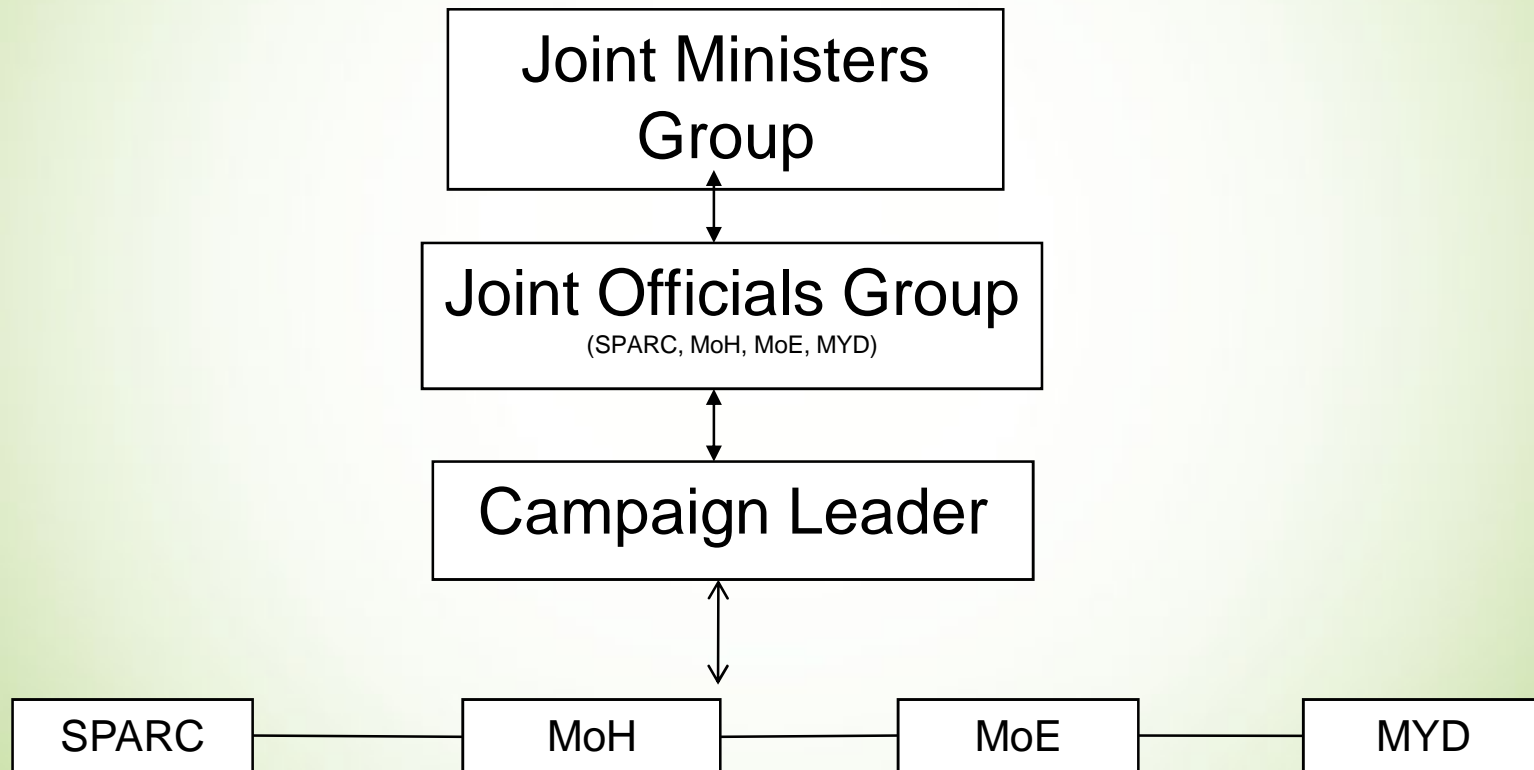 Joint Ministers
Group
Joint Officials Group
(SPARC, MoH, MoE, MYD)
Campaign Leader
SPARC MoH MoE MYD